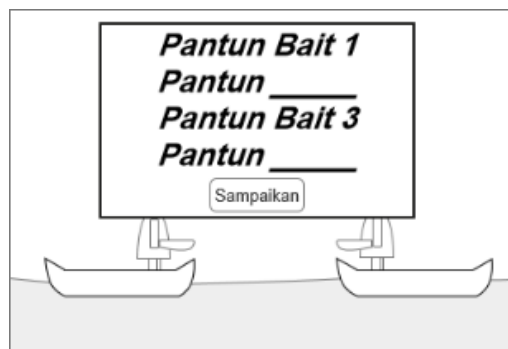 Pantun Bait 1
Pantun _____
Pantun Bait 3
Pantun _____
Sampaikan